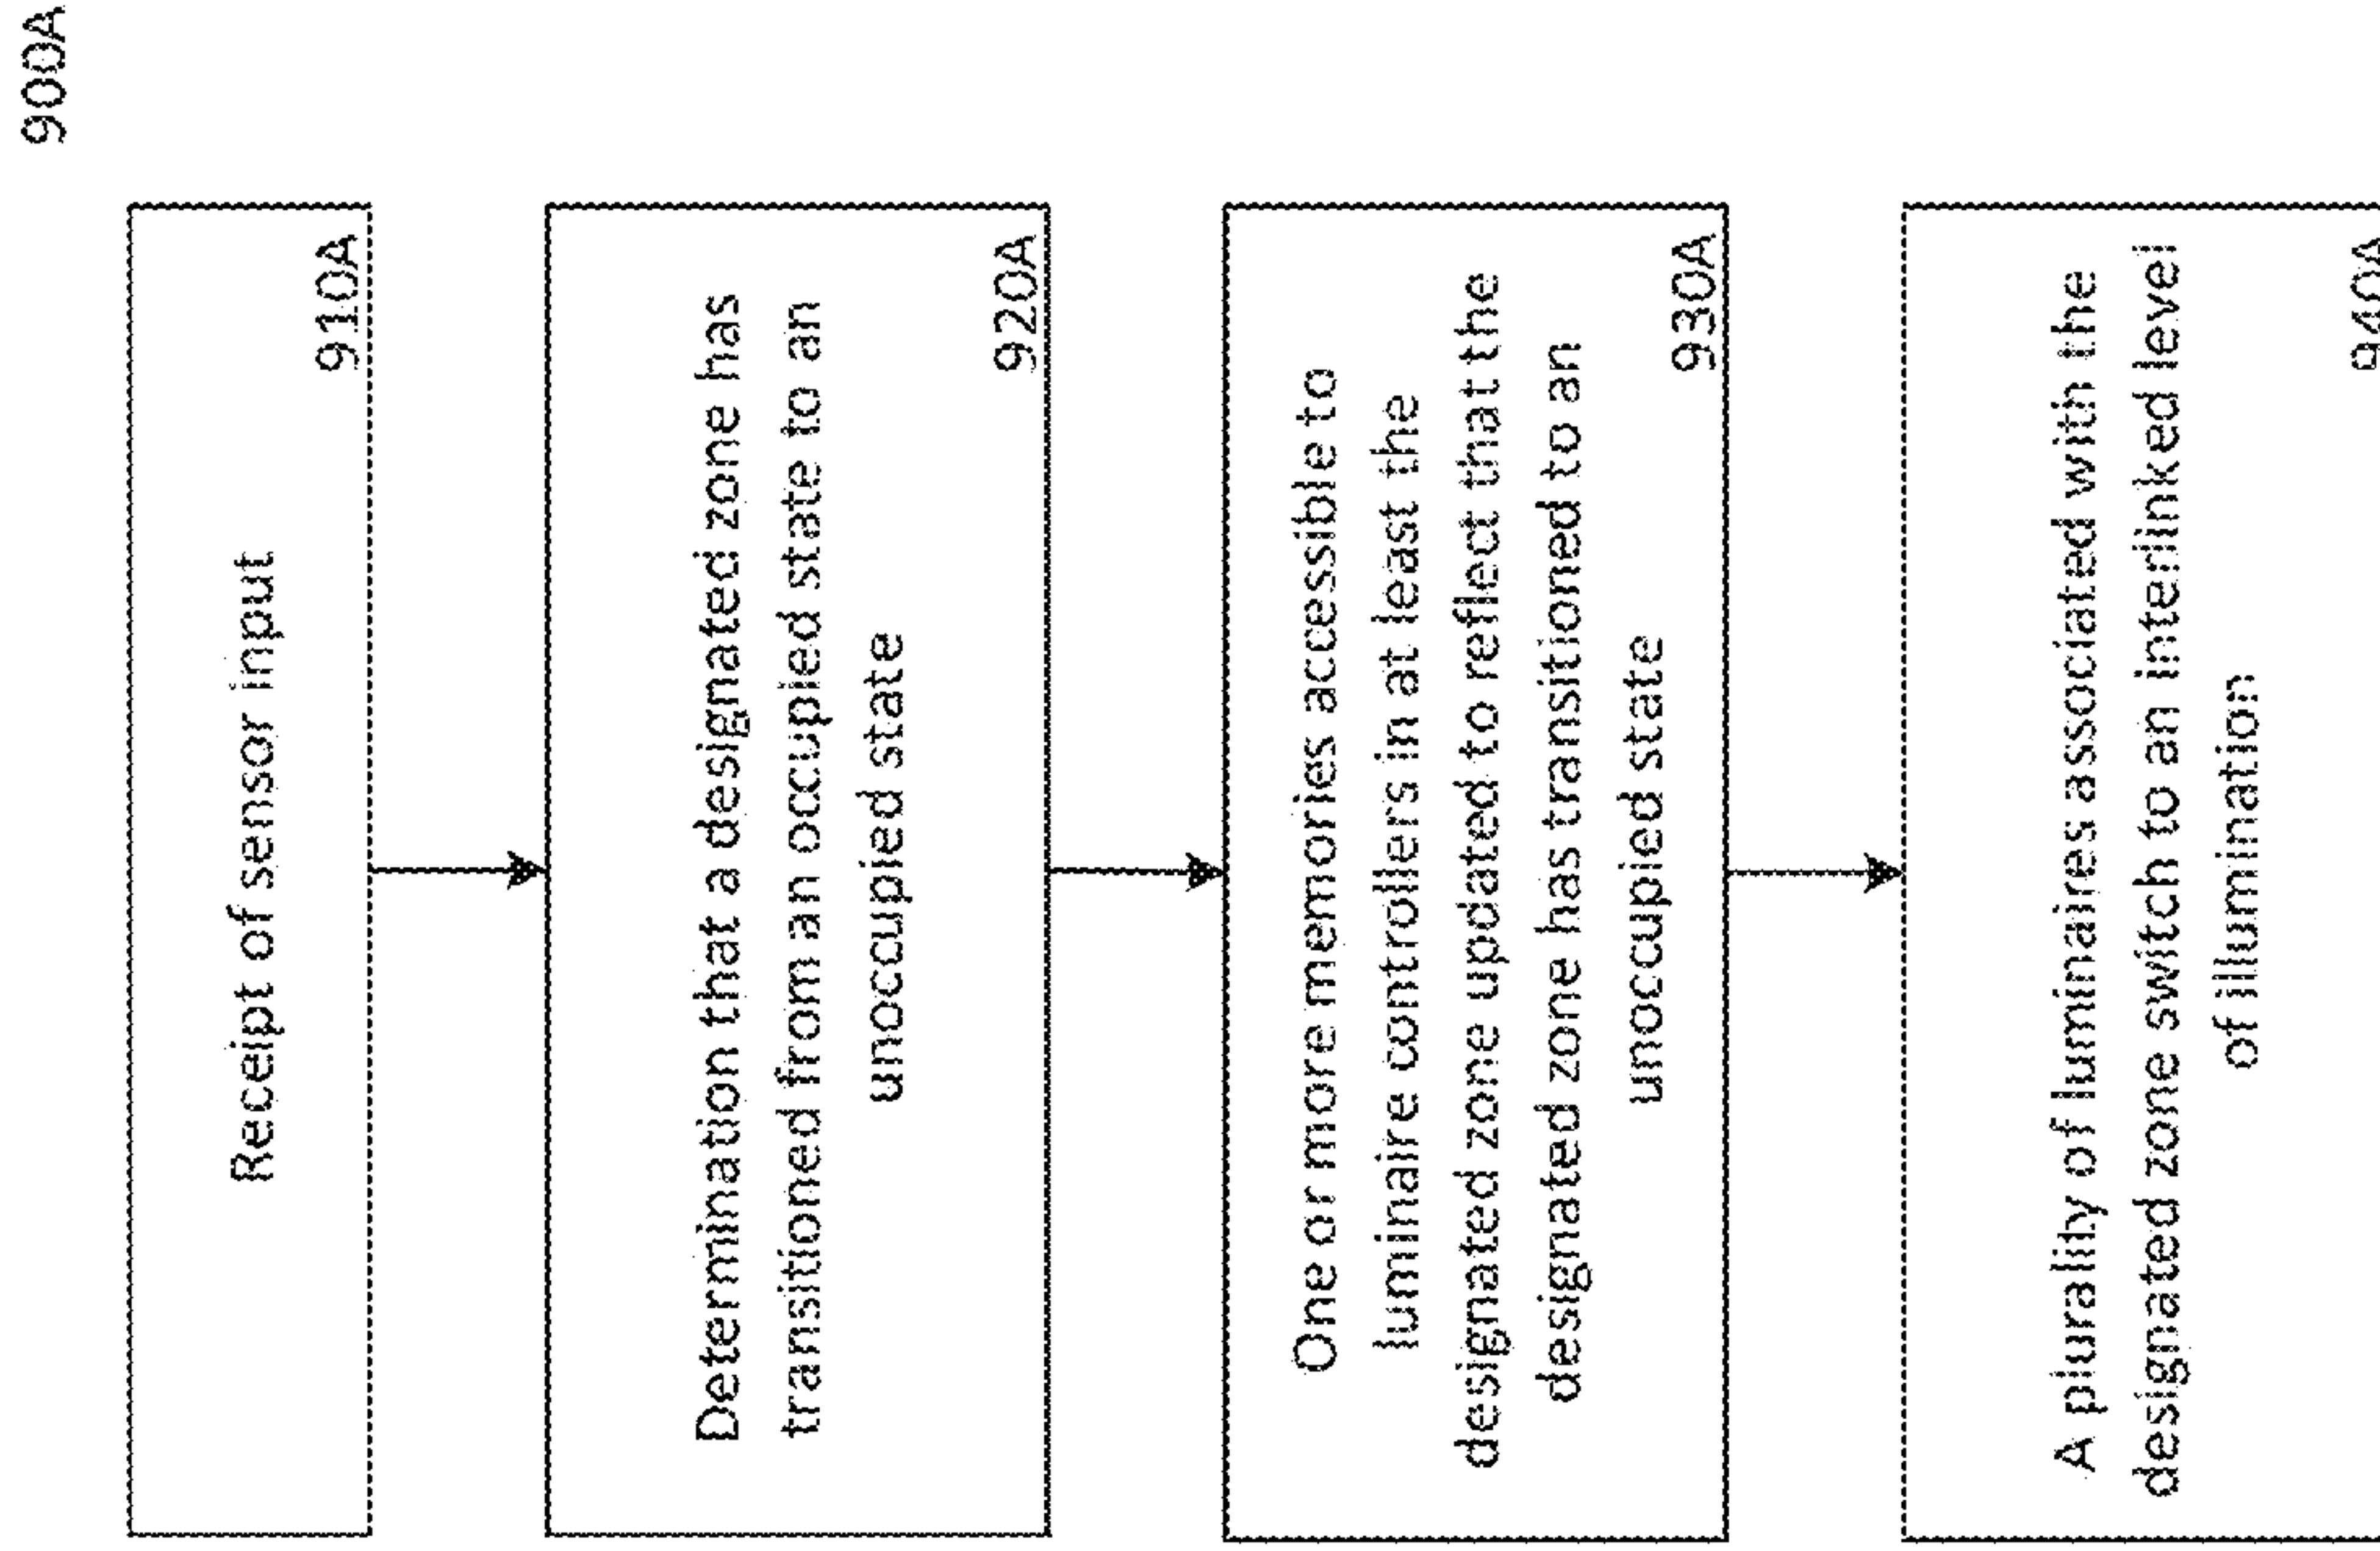 900A
Receipt of sensor input
910A
Determination that a designated zone has
transitioned from an occupied state to an
unoccupied state
920A
One or more memories accessible to
luminaire controllers in at least the
designated zone updated to reflect that the
designated zone has transitioned to an
unoccupied state
930A
A plurality of luminaires associated with the
designated zone switch to an interlinked level
of illumination
940A